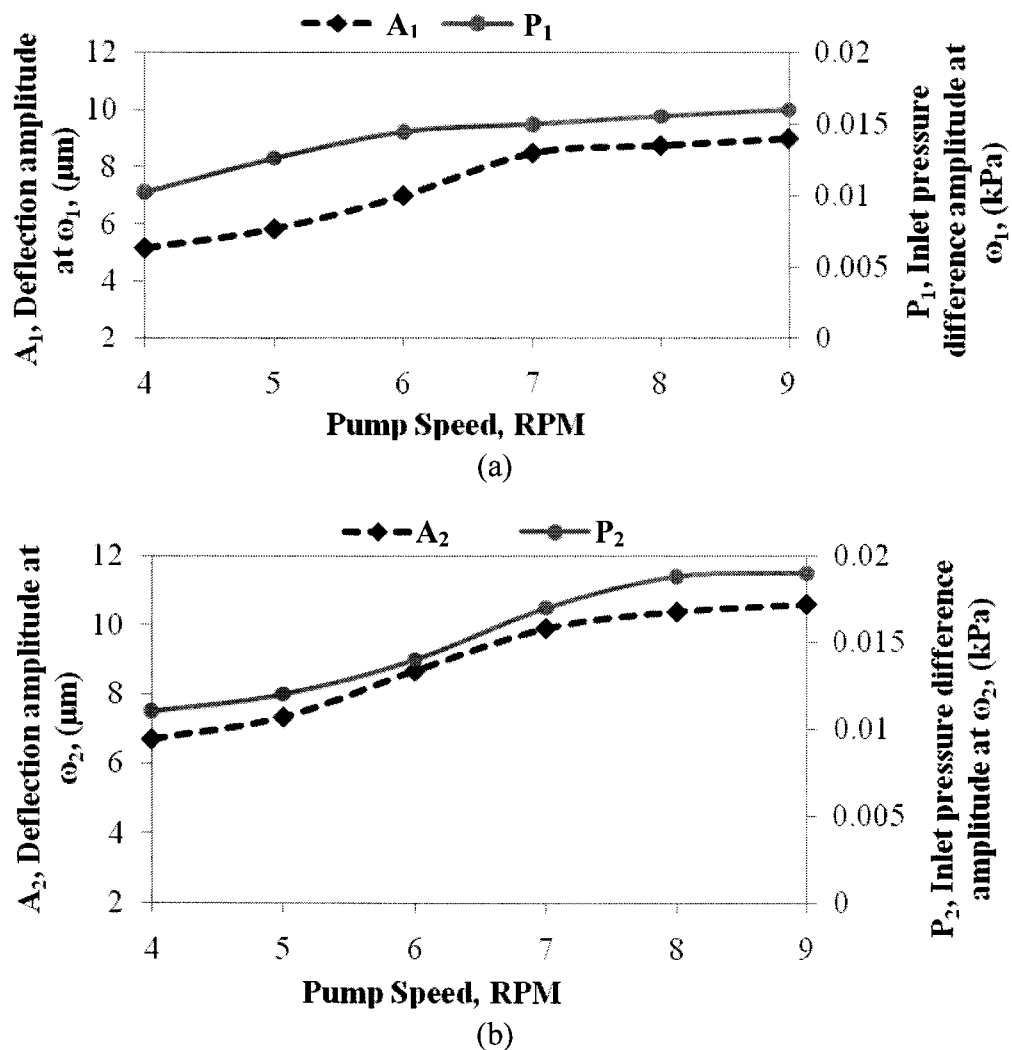 A₁ P₁
A₁, Deflection amplitude
at ω₁, (μm)
12
10
8
6
4
2
0.02
0.015
0.01
0.005
0
P₁, Inlet pressure
difference amplitude at
ω₁, (kPa)
4 5 6 7 8 9
Pump Speed, RPM
(a)
A₂ P₂
A₂, Deflection amplitude at
ω₂, (μm)
12
10
8
6
4
2
0.02
0.015
0.01
0.005
0
P₂, Inlet pressure difference
amplitude at ω₂, (kPa)
4 5 6 7 8 9
Pump Speed, RPM
(b)